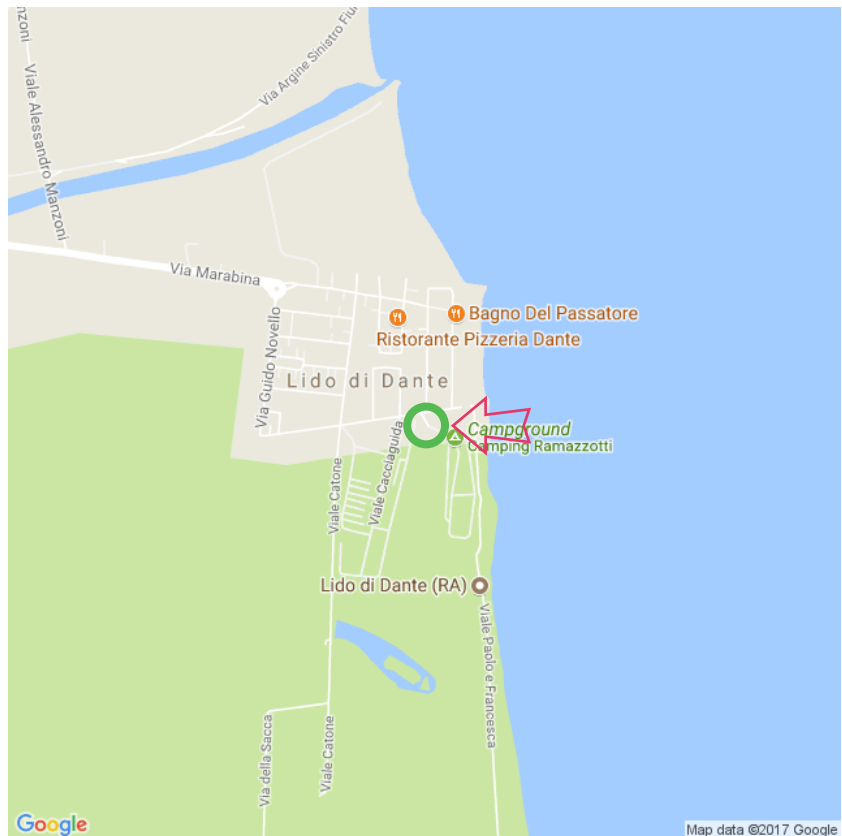 Manzoni
Via Argine Sinistro Fiu
Viale Alessandro Manzoni
Via Marabina
Bagno Del Passatore
Ristorante Pizzeria Dante
Via Guido Novello
Lido di Dante
Campground
Camping Ramazzotti
Viale Cacciaguida
Viale Catone
Lido di Dante (RA)
Viale Paolo e Francesca
Via della Sacca
Viale Catone
Google
Map data ©2017 Google